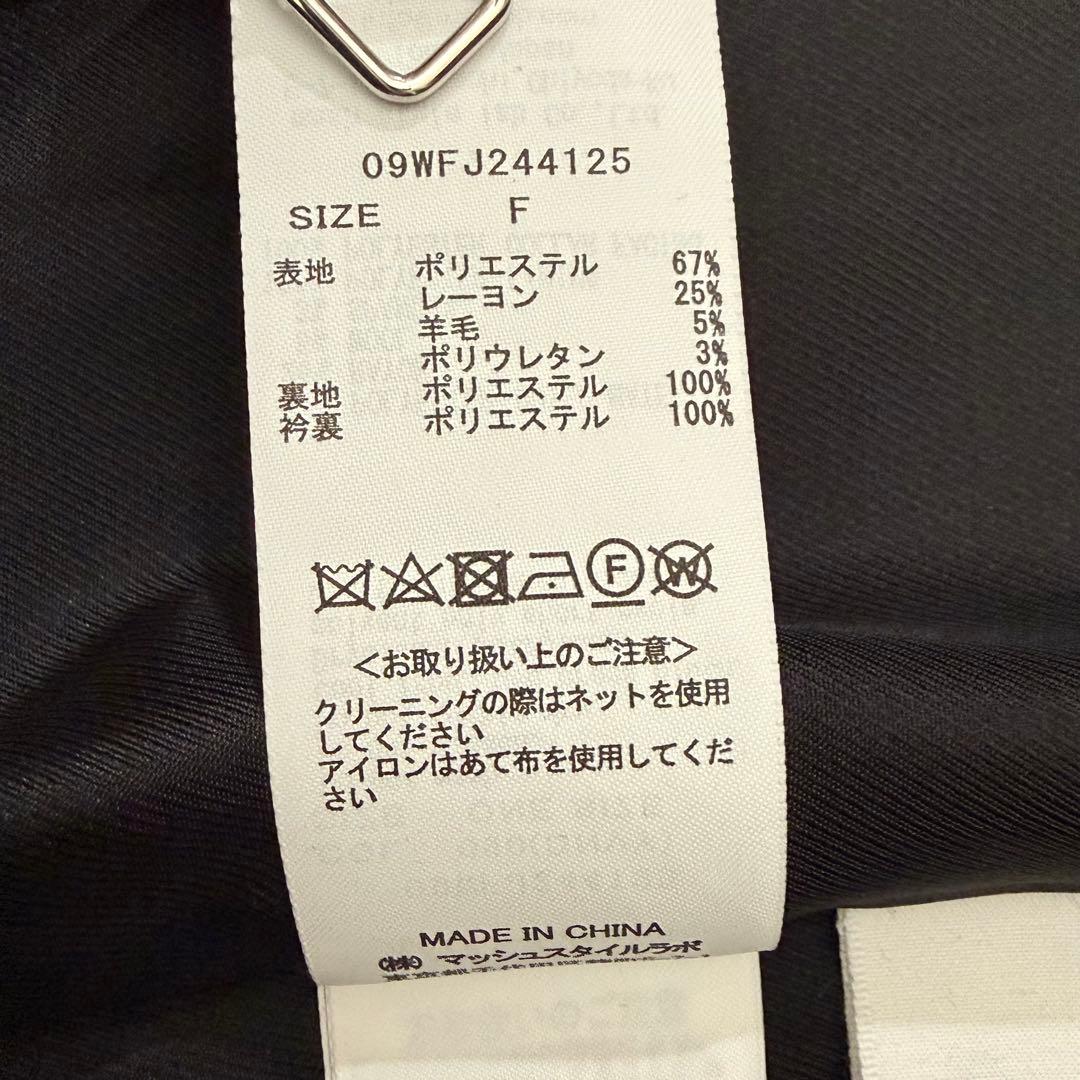 09WFJ244125
SIZE F
表地 ポリエステル 67%
レーヨン 25%
羊毛 5%
ポリウレタン 3%
裏地 ポリエステル 100%
衿裏 ポリエステル 100%
F W
＜お取り扱い上のご注意＞
クリーニングの際はネットを使用
してください
アイロンはあて布を使用してくだ
さい
MADE IN CHINA
㈱ マッシュスタイルラボ